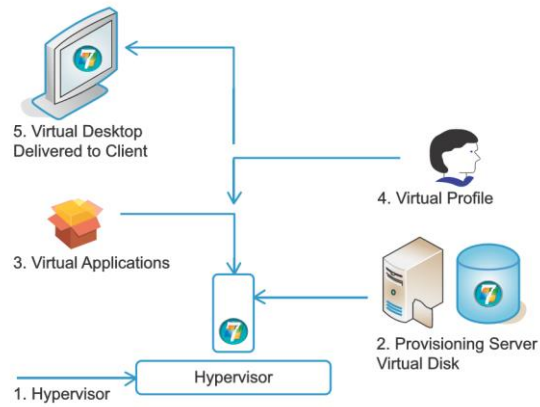 5. Virtual Desktop
Delivered to Client
4. Virtual Profile
3. Virtual Applications
7
2. Provisioning Server
Virtual Disk
Hypervisor
1. Hypervisor